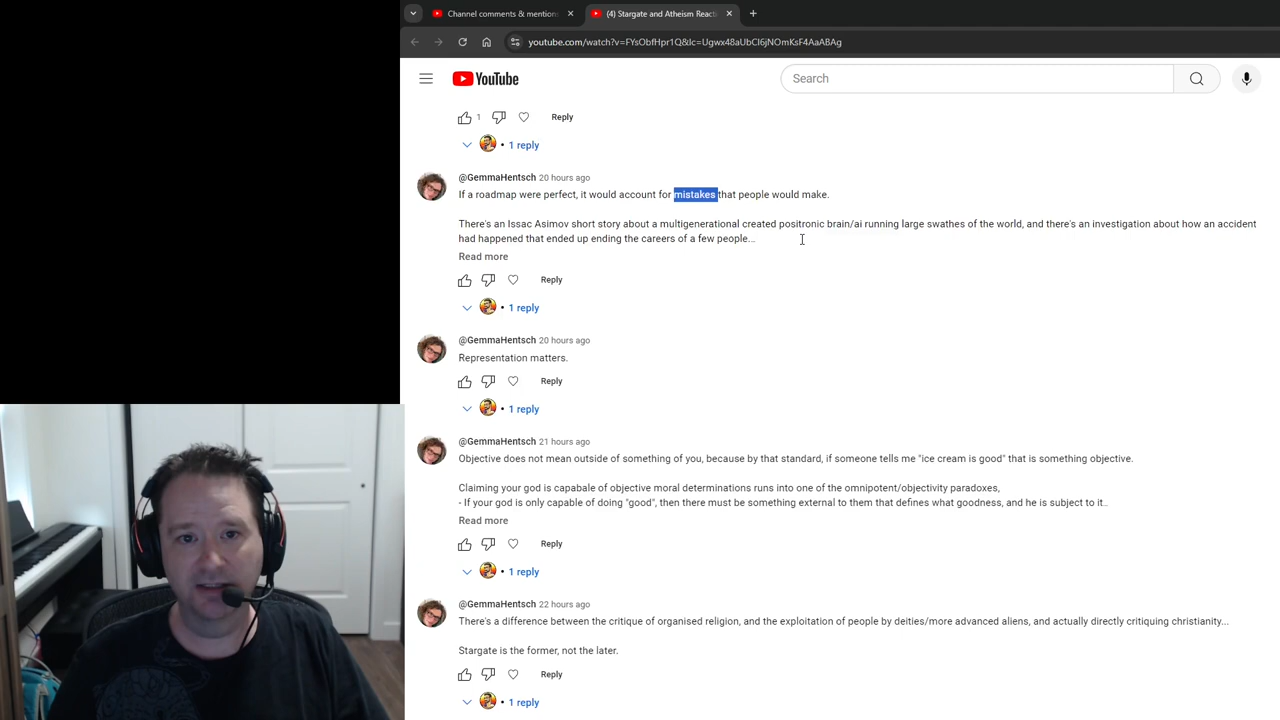 Channel comments & mentions
(4) Stargate and Atheism Reacti
youtube.com/watch?v=FYsObfHpr1Q&lc=Ugwx48aUbCI6jNOmKsF4AaABAg
YouTube
Search
1
Reply
1 reply
@GemmaHentsch 20 hours ago
If a roadmap were perfect, it would account for mistakes that people would make.
There's an Issac Asimov short story about a multigenerational created positronic brain/ai running large swathes of the world, and there's an investigation about how an accident
had happened that ended up ending the careers of a few people...
Read more
Reply
1 reply
@GemmaHentsch 20 hours ago
Representation matters.
Reply
1 reply
@GemmaHentsch 21 hours ago
Objective does not mean outside of something of you, because by that standard, if someone tells me "ice cream is good" that is something objective.
Claiming your god is capabale of objective moral determinations runs into one of the omnipotent/objectivity paradoxes,
- If your god is only capable of doing "good", then there must be something external to them that defines what goodness, and he is subject to it..
Read more
Reply
1 reply
@GemmaHentsch 22 hours ago
There's a difference between the critique of organised religion, and the exploitation of people by deities/more advanced aliens, and actually directly critiquing christianity...
Stargate is the former, not the later.
Reply
1 reply